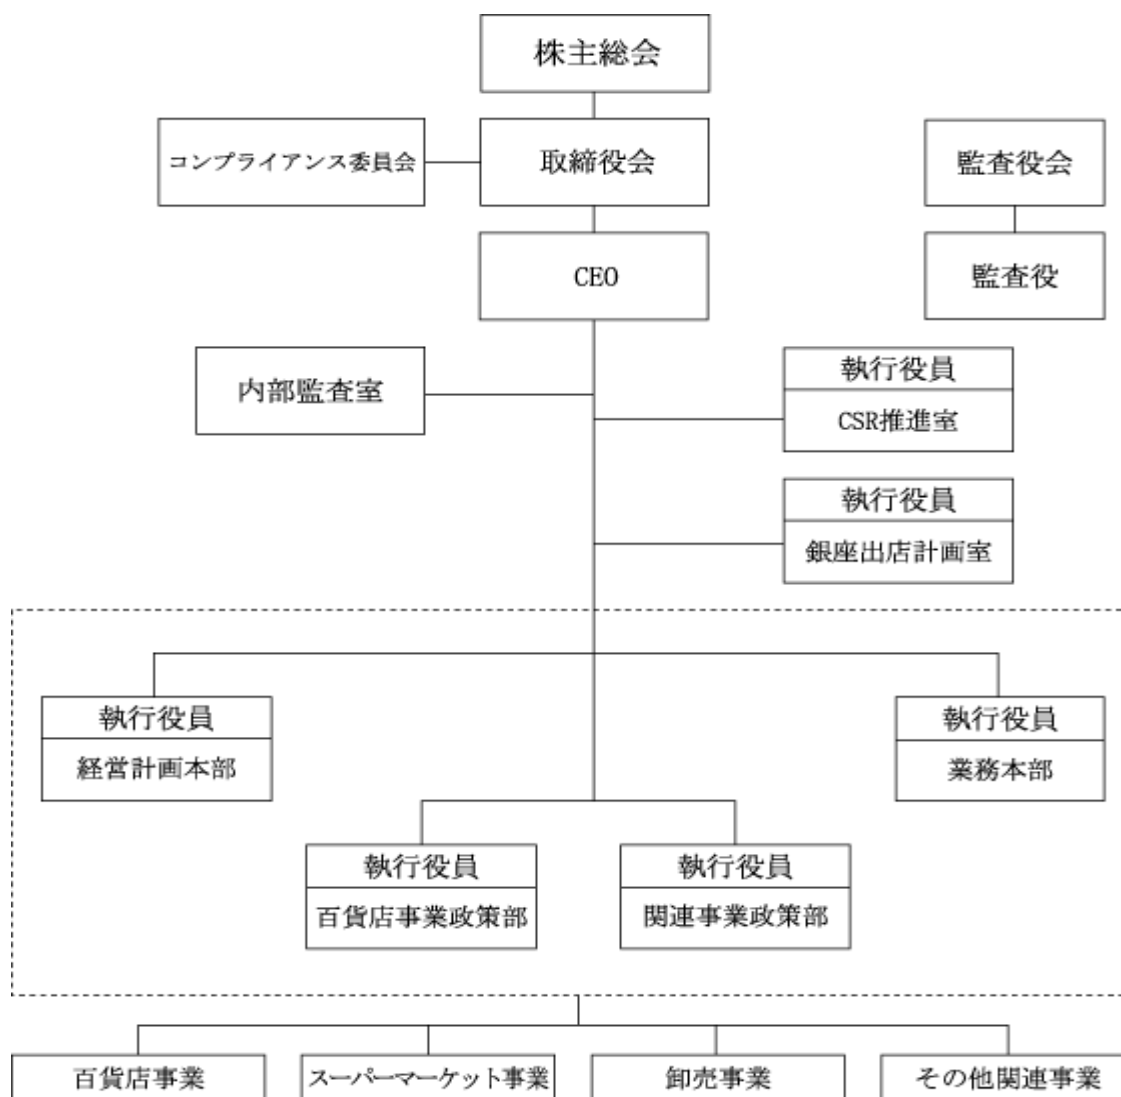 株主総会
コンプライアンス委員会
取締役会
監査役会
CEO
監査役
内部監査室
執行役員
CSR推進室
執行役員
銀座出店計画室
執行役員
経営計画本部
執行役員
業務本部
執行役員
百貨店事業政策部
執行役員
関連事業政策部
百貨店事業
スーパーマーケット事業
卸売事業
その他関連事業